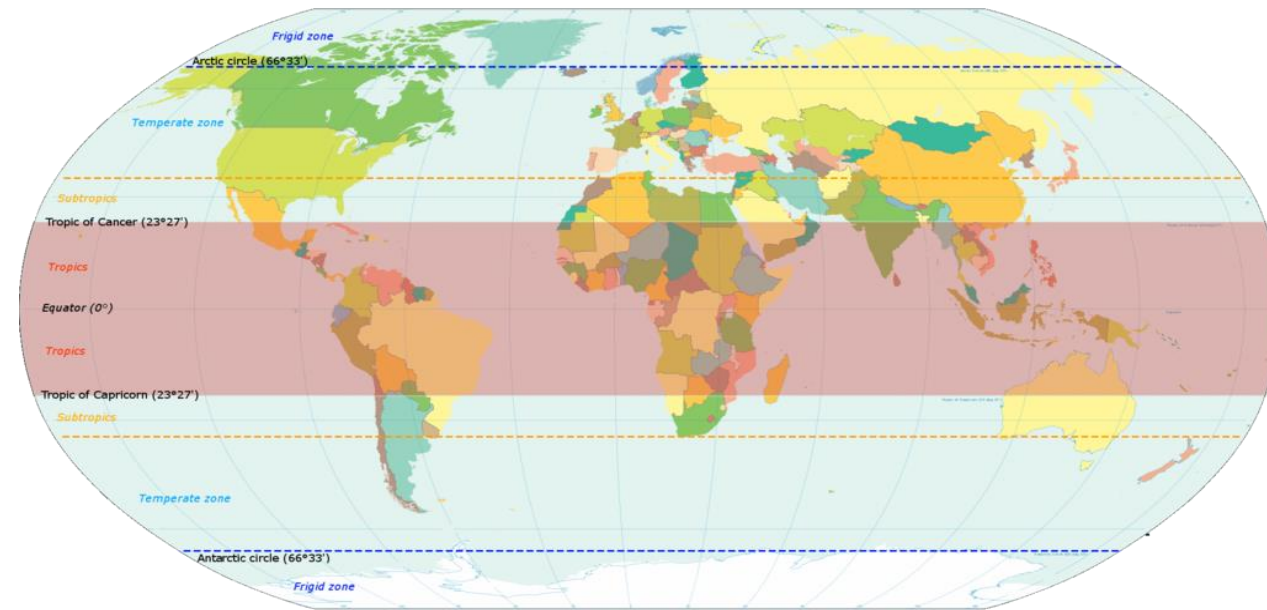 Frigid zone
Arctic circle (66°33')
Temperate zone
Subtropics
Tropic of Cancer (23°27')
Tropics
Equator (0°)
Tropics
Tropic of Capricorn (23°27')
Subtropics
Temperate zone
Antarctic circle (66°33')
Frigid zone